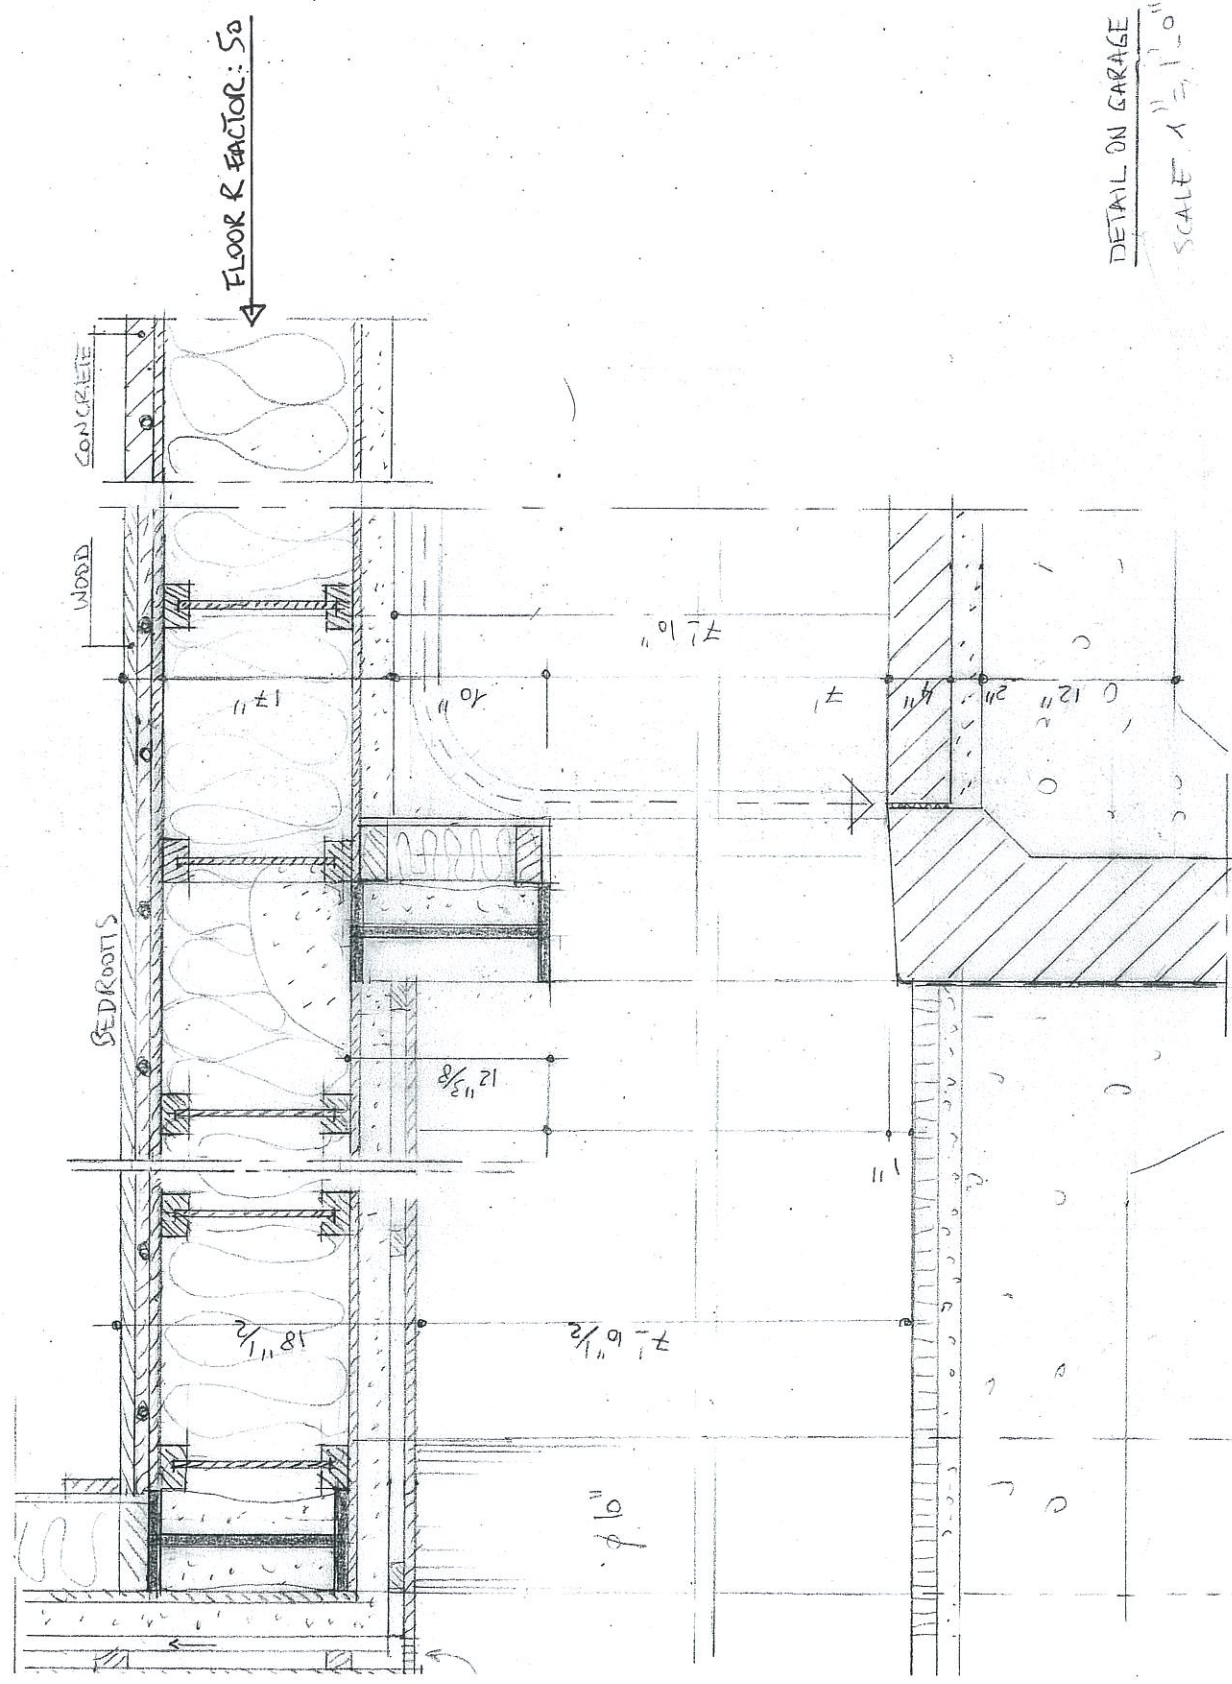 FLOOR R FACTOR: 50
DETAIL ON GARAGE
SCALE 1" = 1'-0"
CONCRETE
WOOD
BEDROOMS
17"
10"
7'
4"
2"
12"
7'-10"
12"3/8
1"
18"1/2
7'-10"1/2
ø 10"